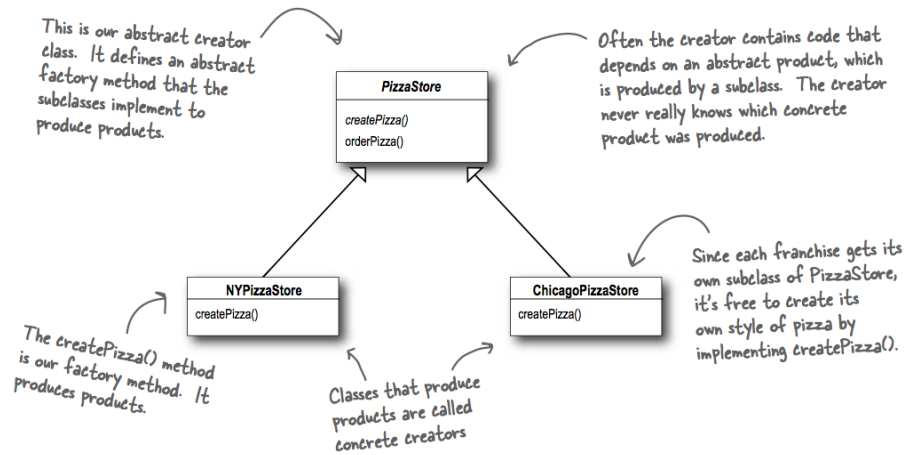 This is our abstract creator
class. It defines an abstract
factory method that the
subclasses implement to
produce products.
Often the creator contains code that
depends on an abstract product, which
is produced by a subclass. The creator
never really knows which concrete
product was produced.
PizzaStore
createPizza()
orderPizza()
NYPizzaStore
createPizza()
ChicagoPizzaStore
createPizza()
Since each franchise gets its
own subclass of PizzaStore,
it's free to create its
own style of pizza by
implementing createPizza().
The createPizza() method
is our factory method. It
produces products.
Classes that produce
products are called
concrete creators